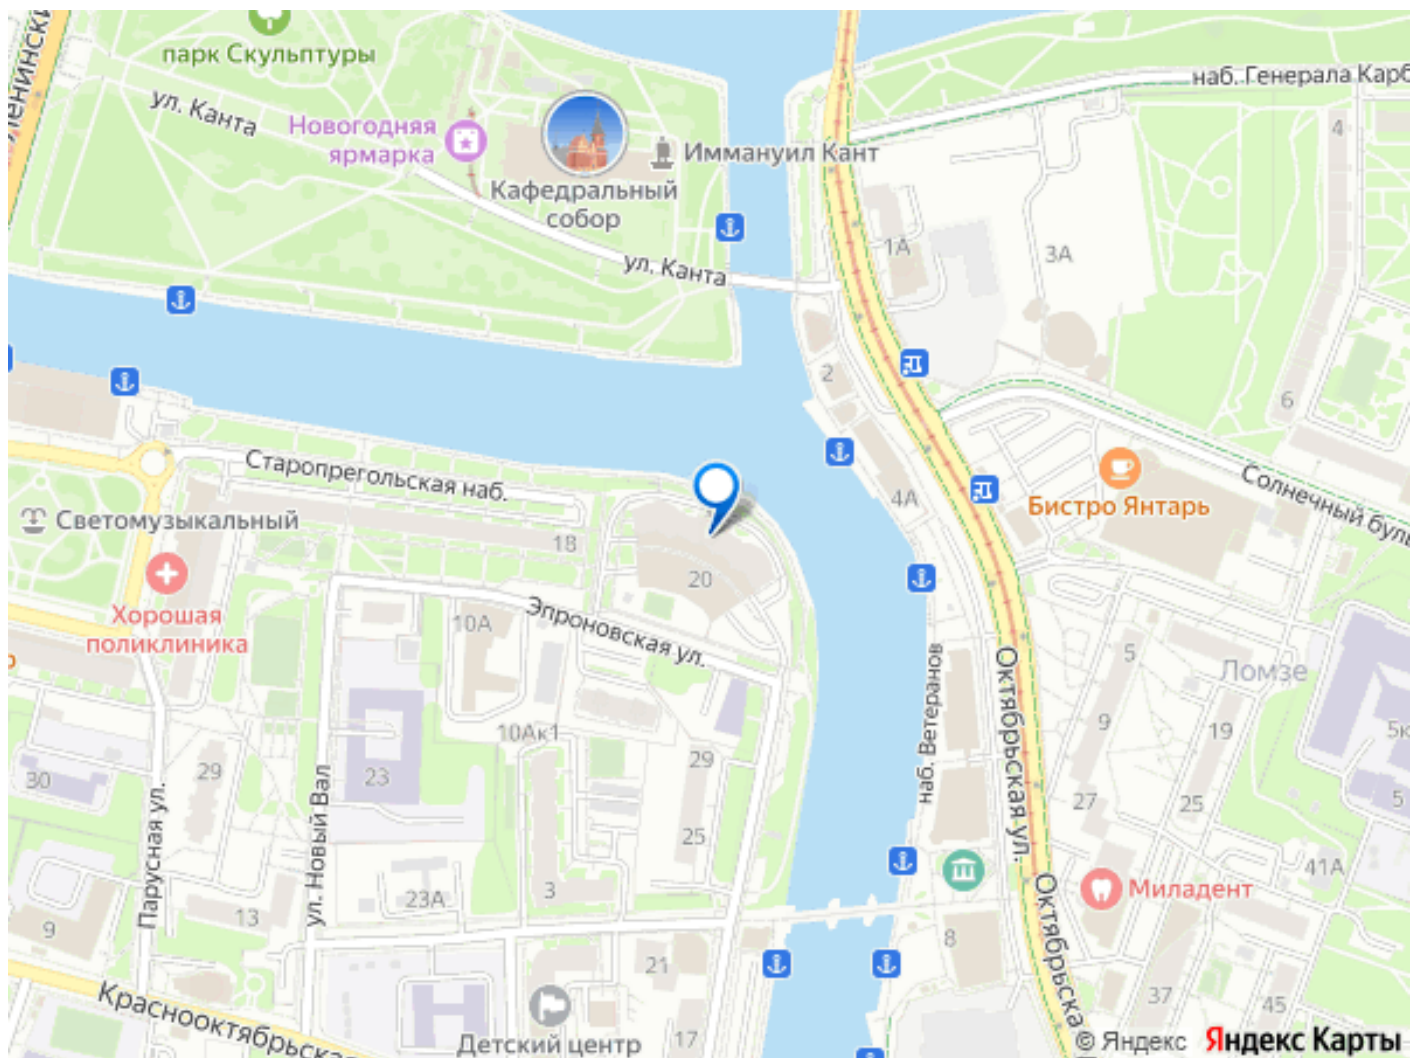 Ленински
парк Скульптуры
ул. Канта
Новогодняя
ярмарка
Кафедральный
собор
Иммануил Кант
наб. Генерала Карб
4
1А
3А
ул. Канта
2
6
Старопрегольская наб.
4А
Бистро Янтарь
Солнечный буль
Светомузыкальный
18
20
Хорошая
поликлиника
10А
Эпроновская ул.
р
5
Ломзе
наб. Ветеранов
Октябрьская ул.
9
19
5к
10Ак1
29
29
23
30
27
25
5
25
Парусная ул.
ул. Новый Вал
3
23А
13
9
41А
Миладент
Октябрьска
8
21
37
45
17
Краснооктябрьская
Детский центр
© Яндекс
Яндекс Карты